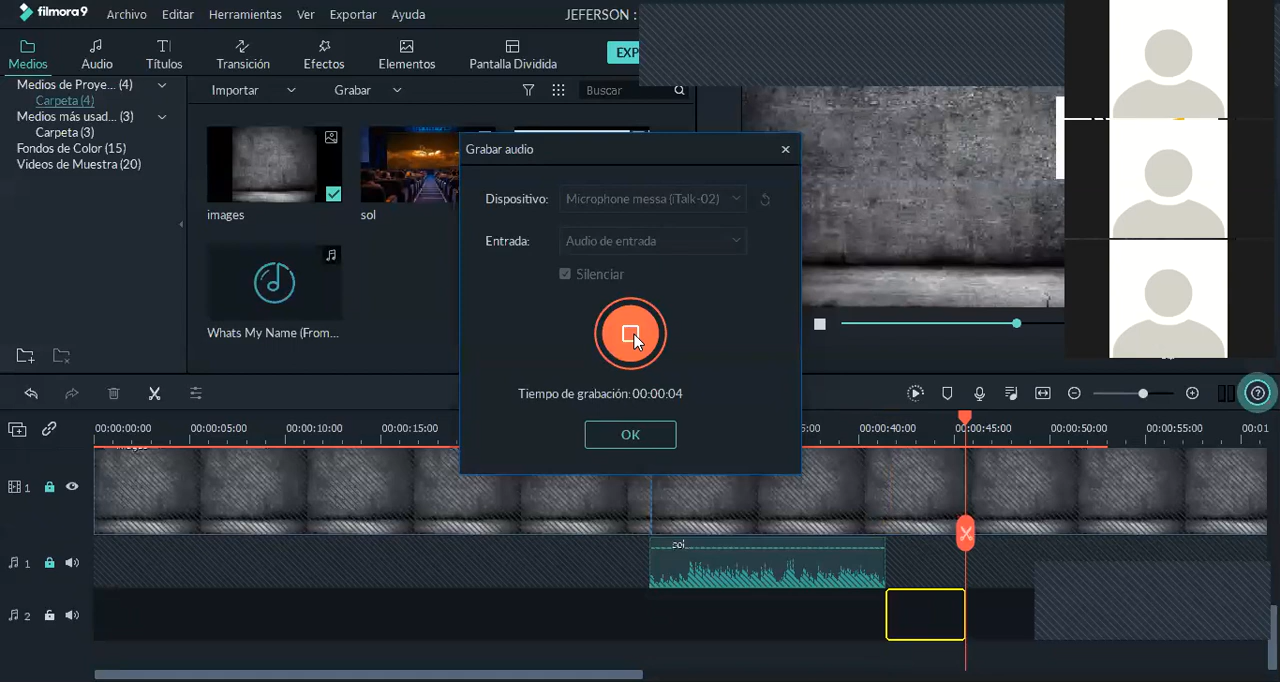 filmora9 Archivo Editar Herramientas Ver Exportar Ayuda JEFERSON :
Medios Audio Títulos Transición Efectos Elementos Pantalla Dividida EXP
Medios de Proye... (4)
Carpeta (4)
Medios más usad... (3)
Carpeta (3)
Fondos de Color (15)
Videos de Muestra (20)
Importar Grabar Buscar
images sol
Whats My Name (From...
Grabar audio
Dispositivo: Microphone messa (iTalk-02)
Entrada: Audio de entrada
Silenciar
Tiempo de grabación: 00:00:04
OK
00:00:00:00 00:00:05:00 00:00:10:00 00:00:15:00 5:00 00:00:40:00 00:00:45:00 00:00:50:00 00:00:55:00 00:01
1
1 sol
2